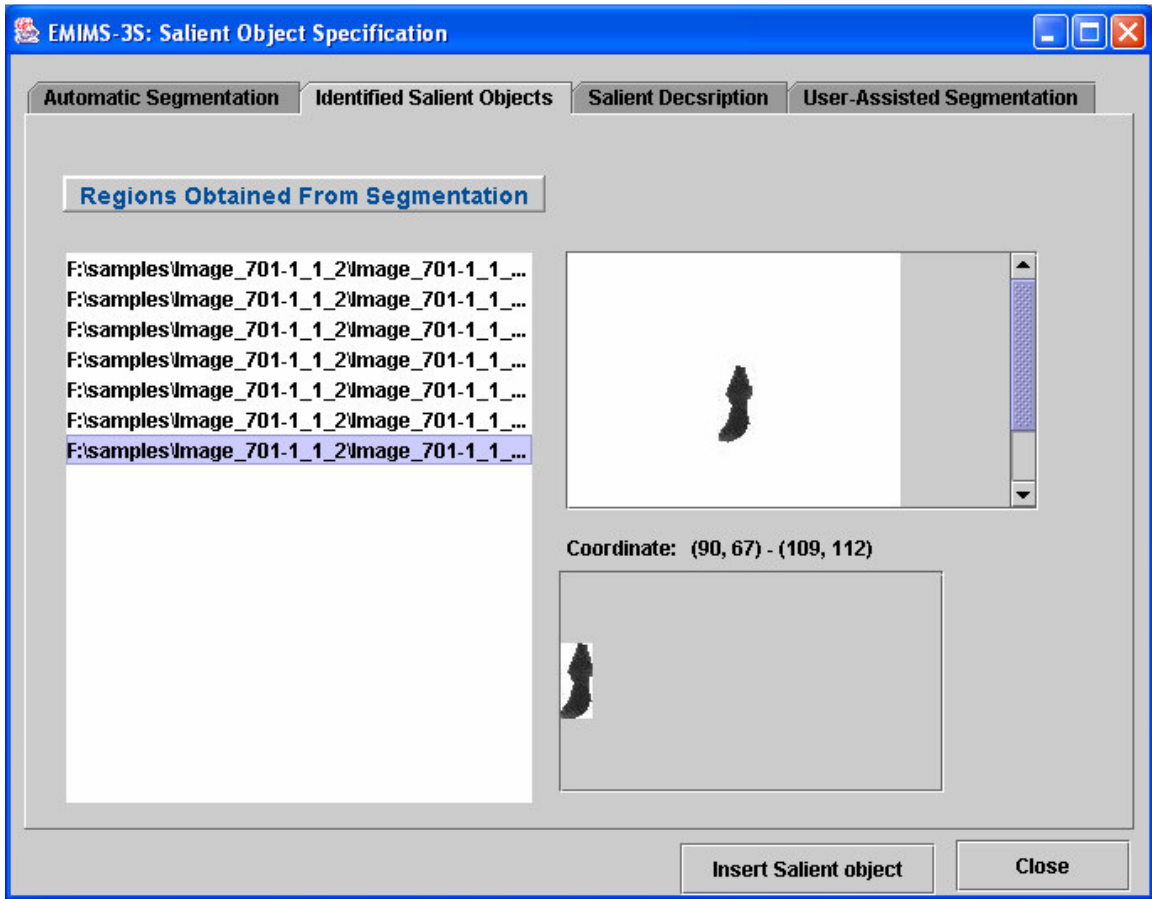 EMIMS-3S: Salient Object Specification
Automatic Segmentation Identified Salient Objects Salient Decsription User-Assisted Segmentation
Regions Obtained From Segmentation
F:\samples\Image_701-1_1_2\Image_701-1_1_...
F:\samples\Image_701-1_1_2\Image_701-1_1_...
F:\samples\Image_701-1_1_2\Image_701-1_1_...
F:\samples\Image_701-1_1_2\Image_701-1_1_...
F:\samples\Image_701-1_1_2\Image_701-1_1_...
F:\samples\Image_701-1_1_2\Image_701-1_1_...
F:\samples\Image_701-1_1_2\Image_701-1_1_...
Coordinate: (90, 67) - (109, 112)
Insert Salient object Close